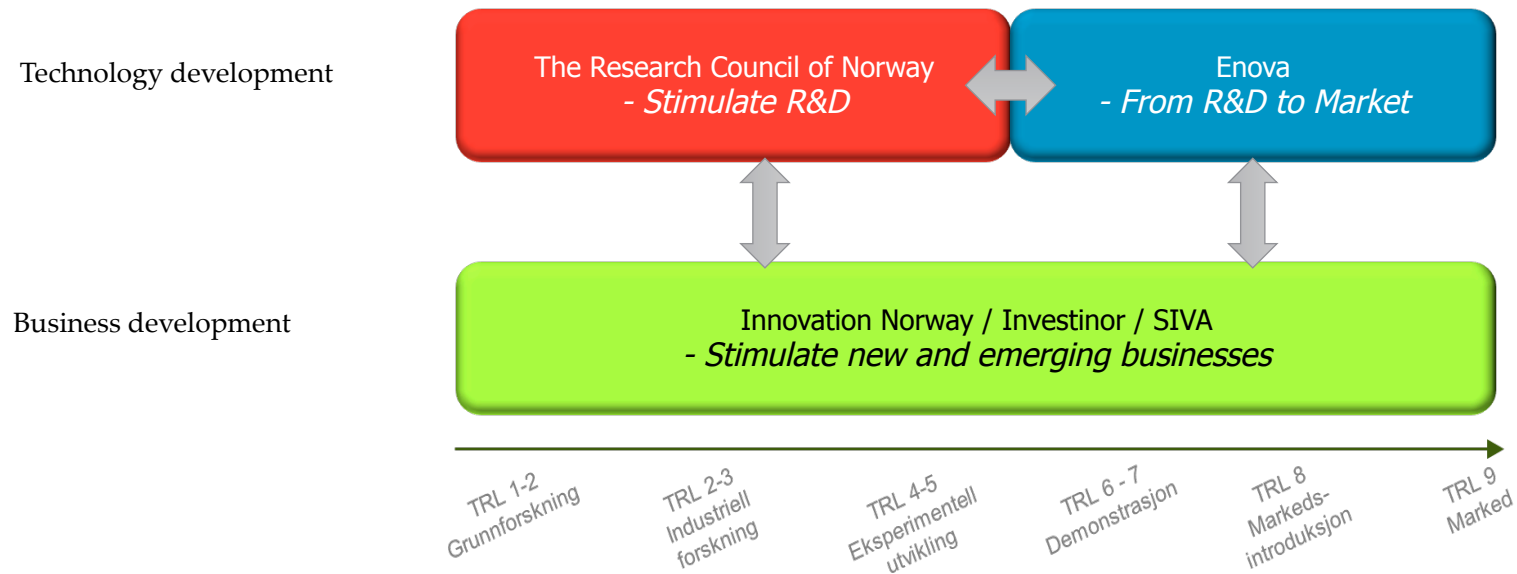 Technology development
The Research Council of Norway
- Stimulate R&D
Enova
- From R&D to Market
Business development
Innovation Norway / Investinor / SIVA
- Stimulate new and emerging businesses
TRL 1-2
Grunnforskning
TRL 2-3
Industriell
forskning
TRL 4-5
Eksperimentell
utvikling
TRL 6 - 7
Demonstrasjon
TRL 8
Markeds-
introduksjon
TRL 9
Marked